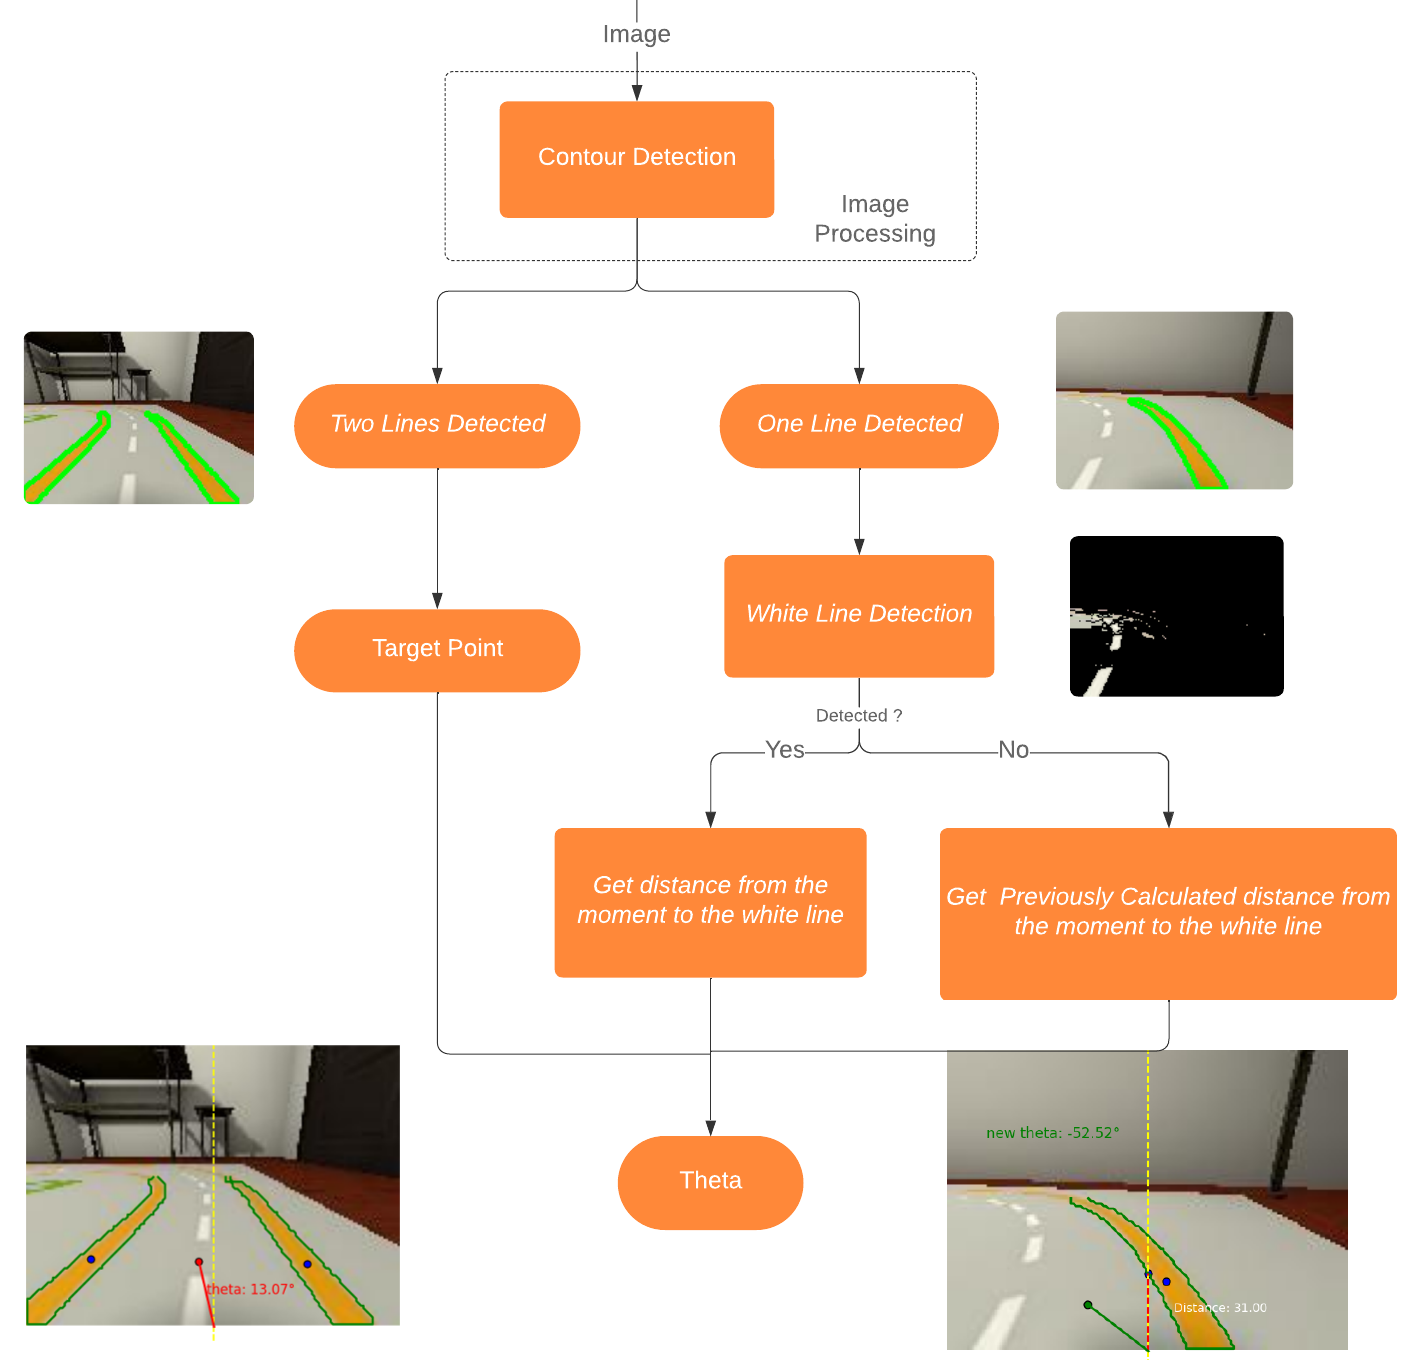 Image
Contour Detection
Image
Processing
Two Lines Detected
One Line Detected
Target Point
White Line Detection
Detected ?
Yes
No
Get distance from the
moment to the white line
Get  Previously Calculated distance from
the moment to the white line
Theta
theta: 13.07°
new theta: -52.52°
Distance: 31.00